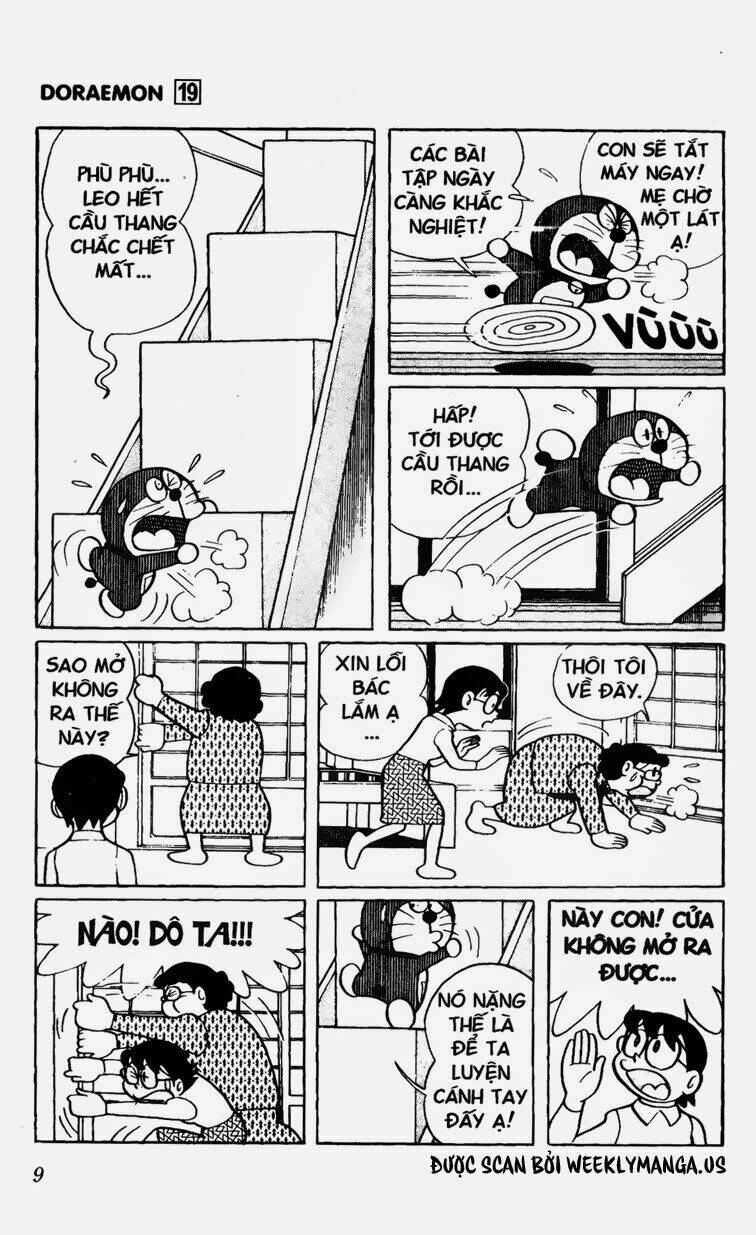 DORAEMON 19
CON SẼ TẮT
MÁY NGAY!
MẸ CHỜ
MỘT LÁT
Ạ!
CÁC BÀI
TẬP NGÀY
CÀNG KHẮC
NGHIỆT!
VÙÙÙ
HẤP!
TỚI ĐƯỢC
CẦU THANG
RỒI...
PHÙ PHÙ...
LEO HẾT
CẦU THANG
CHẮC CHẾT
MẤT...
THÔI TÔI
VỀ ĐÂY.
XIN LỖI
BÁC
LẮM Ạ
...
SAO MỞ
KHÔNG
RA THẾ
NÀY?
NÀY CON! CỬA
KHÔNG MỞ RA
ĐƯỢC...
NÓ NẶNG
THẾ LÀ
ĐỂ TA
LUYỆN
CÁNH TAY
ĐẤY Ạ!
NÀO! DÔ TA!!!
ĐƯỢC SCAN BỞI WEEKLYMANGA.US
9